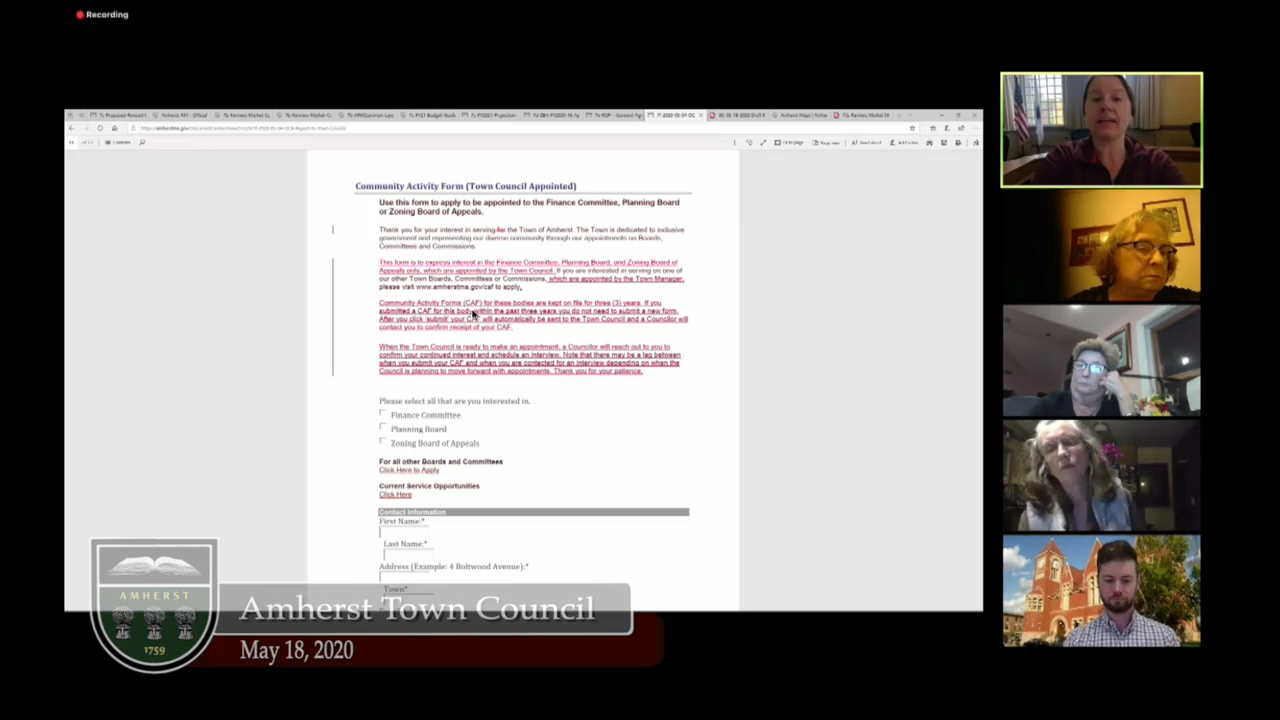 Recording
Community Activity Form (Town Council Appointed)
Use this form to apply to be appointed to the Finance Committee, Planning Board
or Zoning Board of Appeals.
Thank you for your interest in serving for the Town of Amherst. The Town is dedicated to inclusive
government and representing our diverse community through our appointments on Boards,
Committees and Commissions.
This form is to express interest in the Finance Committee, Planning Board, and Zoning Board of
Appeals only, which are appointed by the Town Council. If you are interested in serving on one of
our other Town Boards, Committees or Commissions, which are appointed by the Town Manager,
please visit www.amherstma.gov/caf to apply.
Community Activity Forms (CAF) for these bodies are kept on file for three (3) years. If you
submitted a CAF for this body within the past three years you do not need to submit a new form.
After you click 'submit' your CAF will automatically be sent to the Town Council and a Councilor will
contact you to confirm receipt of your CAF.
When the Town Council is ready to make an appointment, a Councilor will reach out to you to
confirm your continued interest and schedule an interview. Note that there may be a lag between
when you submit your CAF and when you are contacted for an interview depending on when the
Council is planning to move forward with appointments. Thank you for your patience.
Please select all that are you interested in.
Finance Committee
Planning Board
Zoning Board of Appeals
For all other Boards and Committees
Click Here to Apply
Current Service Opportunities
Click Here
Contact Information
First Name:*
Last Name:*
Address (Example: 4 Boltwood Avenue):*
Town*
AMHERST
1759
Amherst Town Council
May 18, 2020